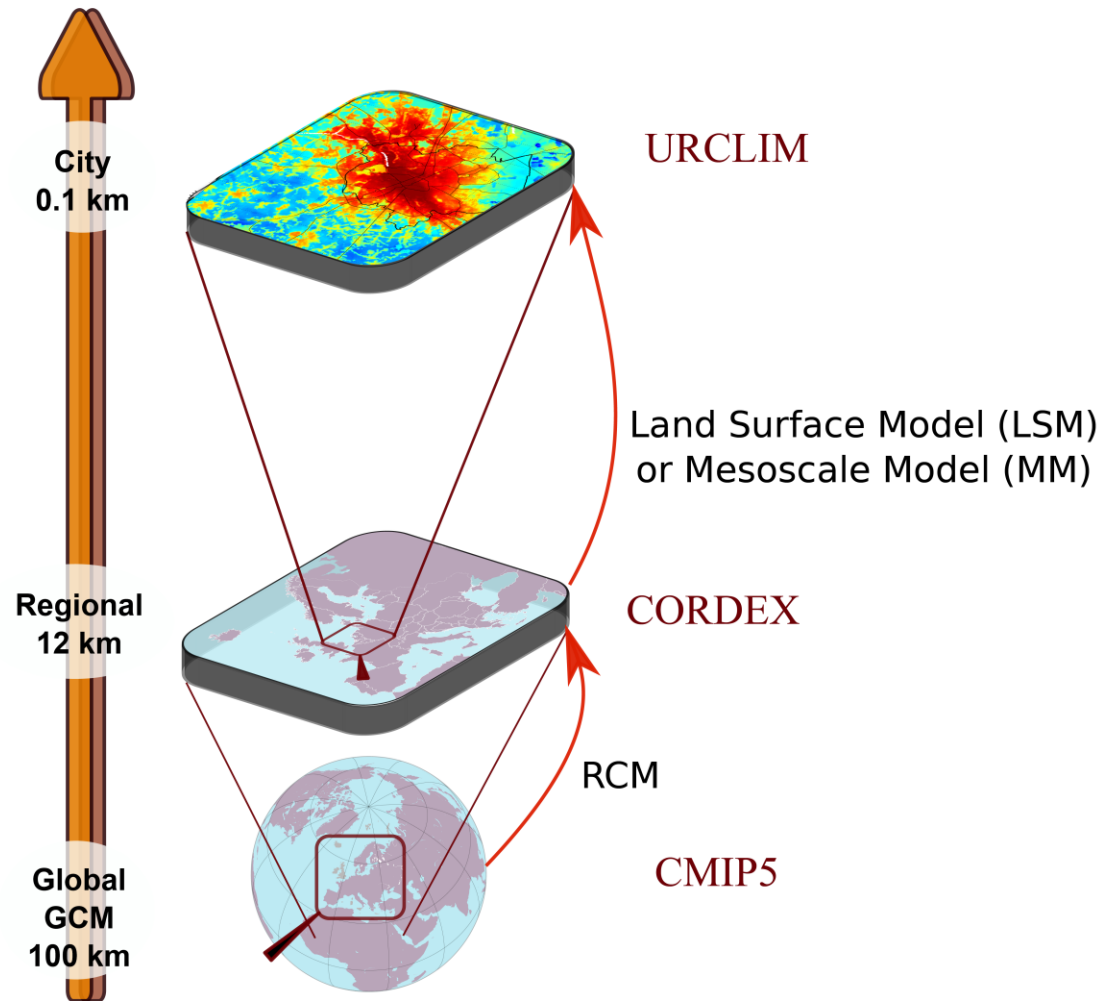 City
0.1 km
URCLIM
Land Surface Model (LSM)
or Mesoscale Model (MM)
Regional
12 km
CORDEX
RCM
Global
GCM
100 km
CMIP5